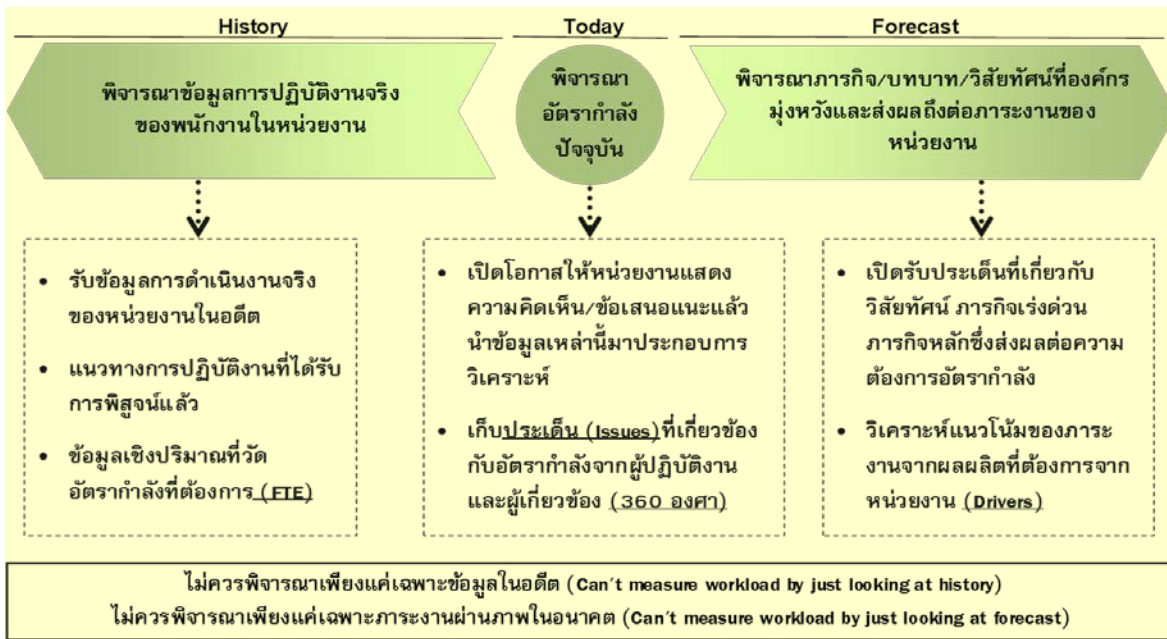 History
Today
Forecast
พิจารณาข้อมูลการปฏิบัติงานจริง
ของพนักงานในหน่วยงาน
พิจารณา
อัตรากำลัง
ปัจจุบัน
พิจารณาภารกิจ/บทบาท/วิสัยทัศน์ที่องค์กร
มุ่งหวังและส่งผลถึงต่อภาระงานของ
หน่วยงาน
• รับข้อมูลการดำเนินงานจริง
ของหน่วยงานในอดีต
• แนวทางการปฏิบัติงานที่ได้รับ
การพิสูจน์แล้ว
• ข้อมูลเชิงปริมาณที่วัด
อัตรากำลังที่ต้องการ (FTE)
• เปิดโอกาสให้หน่วยงานแสดง
ความคิดเห็น/ข้อเสนอแนะแล้ว
นำข้อมูลเหล่านี้มาประกอบการ
วิเคราะห์
• เก็บประเด็น (Issues)ที่เกี่ยวข้อง
กับอัตรากำลังจากผู้ปฏิบัติงาน
และผู้เกี่ยวข้อง (360 องศา)
• เปิดรับประเด็นที่เกี่ยวกับ
วิสัยทัศน์ ภารกิจเร่งด่วน
ภารกิจหลักซึ่งส่งผลต่อความ
ต้องการอัตรากำลัง
• วิเคราะห์แนวโน้มของภาระ
งานจากผลผลิตที่ต้องการจาก
หน่วยงาน (Drivers)
ไม่ควรพิจารณาเพียงแค่เฉพาะข้อมูลในอดีต (Can't measure workload by just looking at history)
ไม่ควรพิจารณาเพียงแค่เฉพาะภาระงานผ่านภาพในอนาคต (Can't measure workload by just looking at forecast)